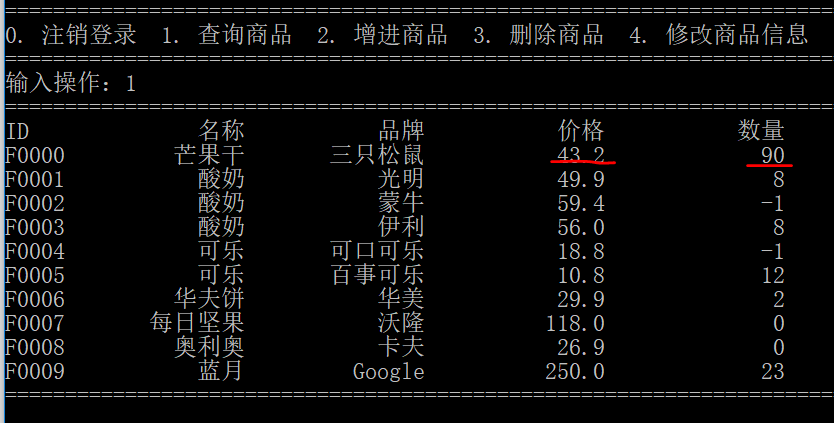 ================================================================
0. 注销登录 1. 查询商品 2. 增进商品 3. 删除商品 4. 修改商品信息
================================================================
输入操作：1
================================================================
ID 名称 品牌 价格 数量
F0000 芒果干 三只松鼠 43.2 90
F0001 酸奶 光明 49.9 8
F0002 酸奶 蒙牛 59.4 -1
F0003 酸奶 伊利 56.0 8
F0004 可乐 可口可乐 18.8 -1
F0005 可乐 百事可乐 10.8 12
F0006 华夫饼 华美 29.9 2
F0007 每日坚果 沃隆 118.0 0
F0008 奥利奥 卡夫 26.9 0
F0009 蓝月 Google 250.0 23
================================================================